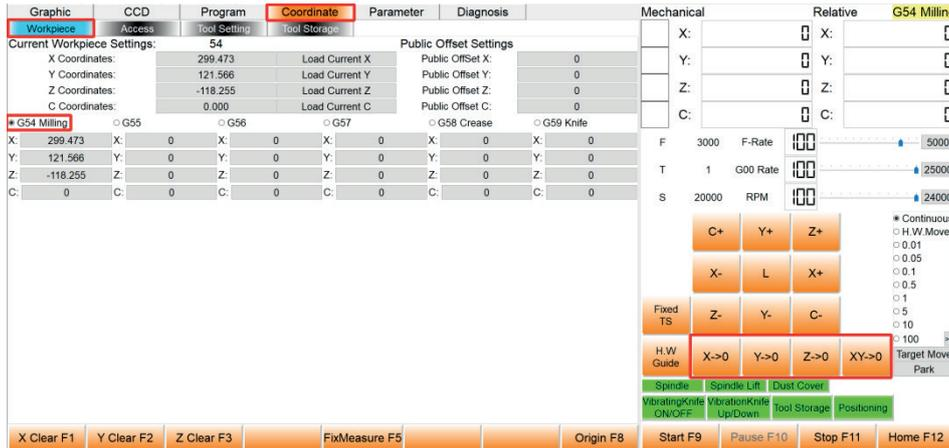 Graphic CCD Program Coordinate Parameter Diagnosis
Workpiece Access Tool Setting Tool Storage
Current Workpiece Settings: 54 Public Offset Settings
X Coordinates: 299.473 Load Current X Public OffSet X: 0
Y Coordinates: 121.566 Load Current Y Public Offset Y: 0
Z Coordinates: -118.255 Load Current Z Public Offset Z: 0
C Coordinates: 0.000 Load Current C Public Offset C: 0
G54 Milling G55 G56 G57 G58 Crease G59 Knife
X: 299.473 X: 0 X: 0 X: 0 X: 0 X: 0
Y: 121.566 Y: 0 Y: 0 Y: 0 Y: 0 Y: 0
Z: -118.255 Z: 0 Z: 0 Z: 0 Z: 0 Z: 0
C: 0 C: 0 C: 0 C: 0 C: 0 C: 0
Mechanical Relative G54 Millin
X: 0 X:
Y: 0 Y:
Z: 0 Z:
C: 0 C:
F 3000 F-Rate 100 5000
T 1 G00 Rate 100 25000
S 20000 RPM 100 24000
C+ Y+ Z+
X- L X+
Fixed TS Z- Y- C-
H.W Guide X->0 Y->0 Z->0 XY->0
Continuous
H.W.Move
0.01
0.05
0.1
0.5
1
5
10
100
Target Move
Park
Spindle Spindle Lift Dust Cover
VibratingKnife ON/OFF VibrationKnife Up/Down Tool Storage Positioning
X Clear F1 Y Clear F2 Z Clear F3 FixMeasure F5 Origin F8 Start F9 Pause F10 Stop F11 Home F12